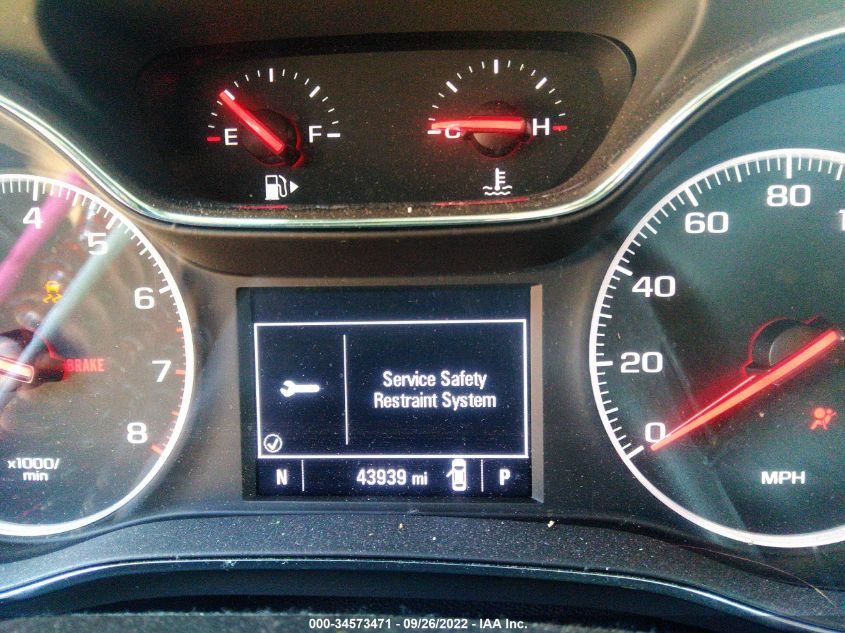 E F
C H
4
5
6
7
8
BRAKE
x1000/
min
Service Safety
Restraint System
N 43939 mi P
0
20
40
60
80
MPH
000-34573471 - 09/26/2022 - IAA Inc.